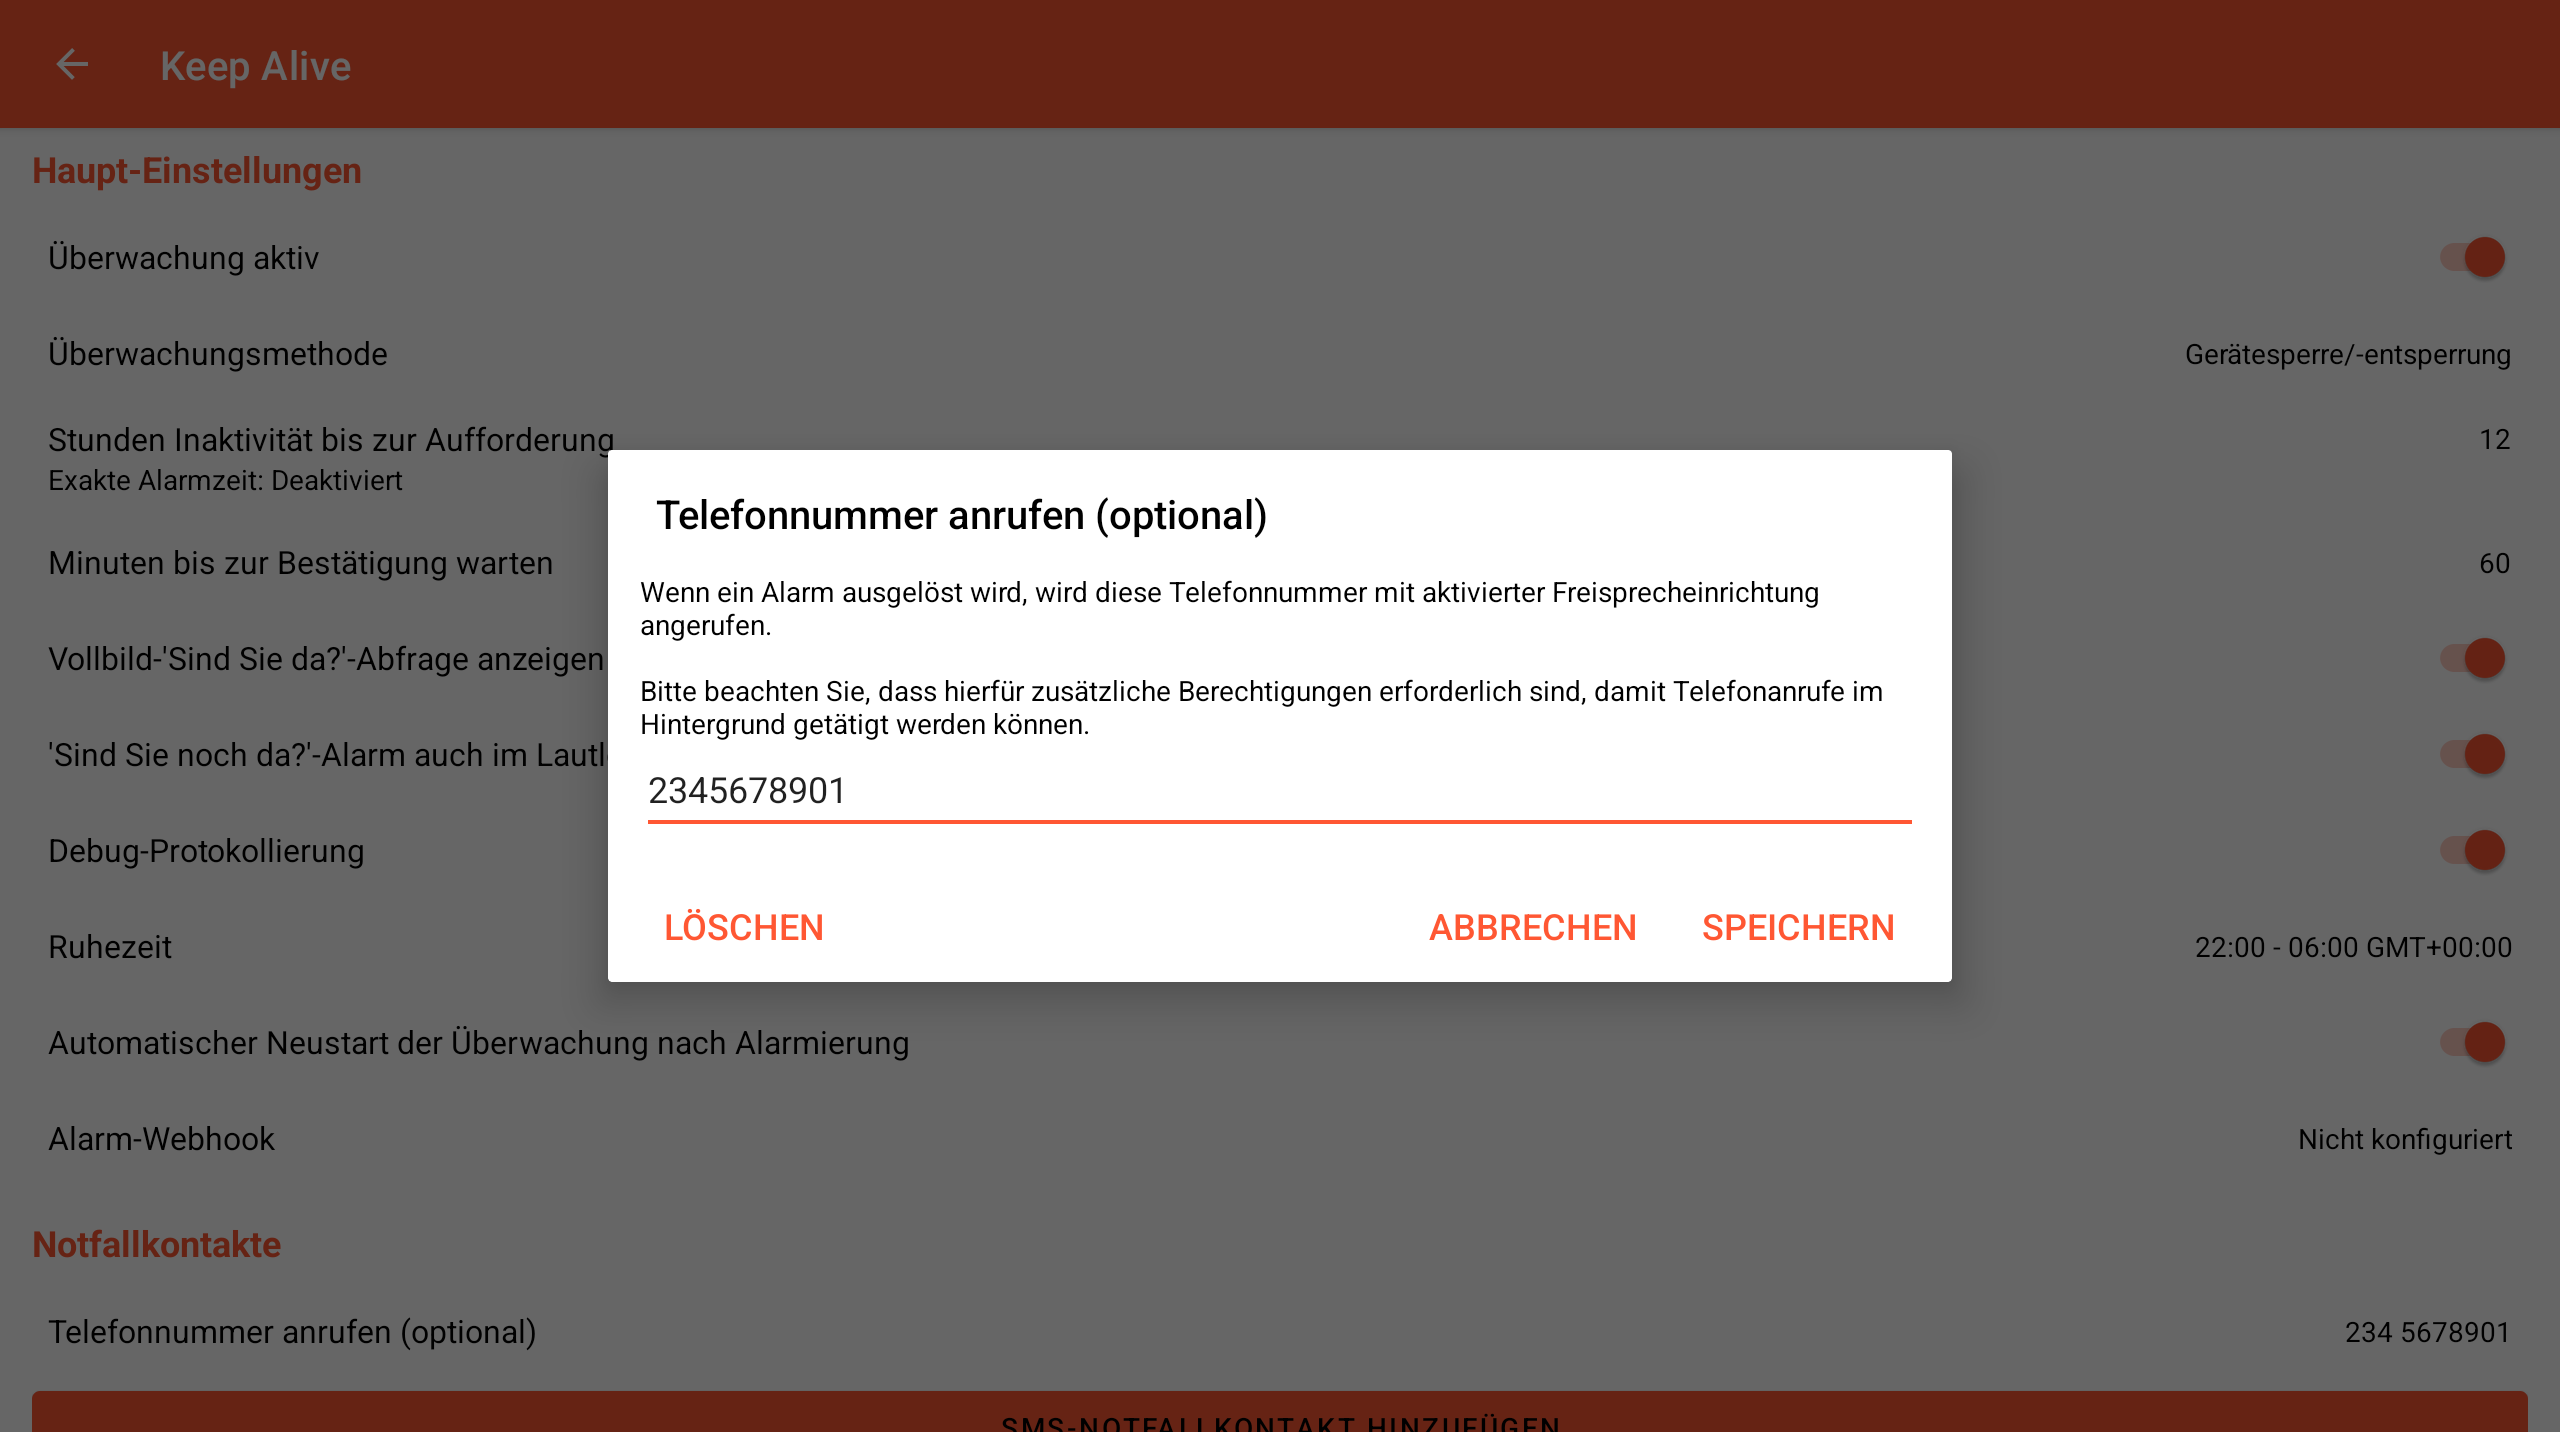 Keep Alive
Haupt-Einstellungen
Überwachung aktiv
Überwachungsmethode
Gerätesperre/-entsperrung
Stunden Inaktivität bis zur Aufforderung
12
Exakte Alarmzeit: Deaktiviert
Minuten bis zur Bestätigung warten
60
Vollbild-'Sind Sie da?'-Abfrage anzeigen
'Sind Sie noch da?'-Alarm auch im
Debug-Protokollierung
Ruhezeit
22:00 - 06:00 GMT+00:00
Automatischer Neustart der Überwachung nach Alarmierung
Alarm-Webhook
Nicht konfiguriert
Notfallkontakte
Telefonnummer anrufen (optional)
234 5678901
SMS-NOTFALLKONTAKT HINZUFÜGEN
Telefonnummer anrufen (optional)
Wenn ein Alarm ausgelöst wird, wird diese Telefonnummer mit aktivierter Freisprecheinrichtung
angerufen.
Bitte beachten Sie, dass hierfür zusätzliche Berechtigungen erforderlich sind, damit Telefonanrufe im
Hintergrund getätigt werden können.
2345678901
LÖSCHEN
ABBRECHEN
SPEICHERN